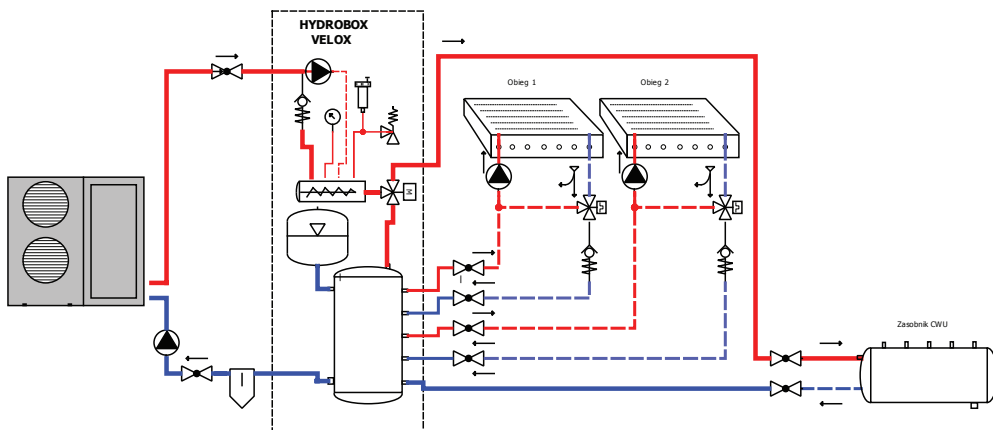 HYDROBOX
VELOX
Obieg 1
Obieg 2
M
Zasobnik CWU